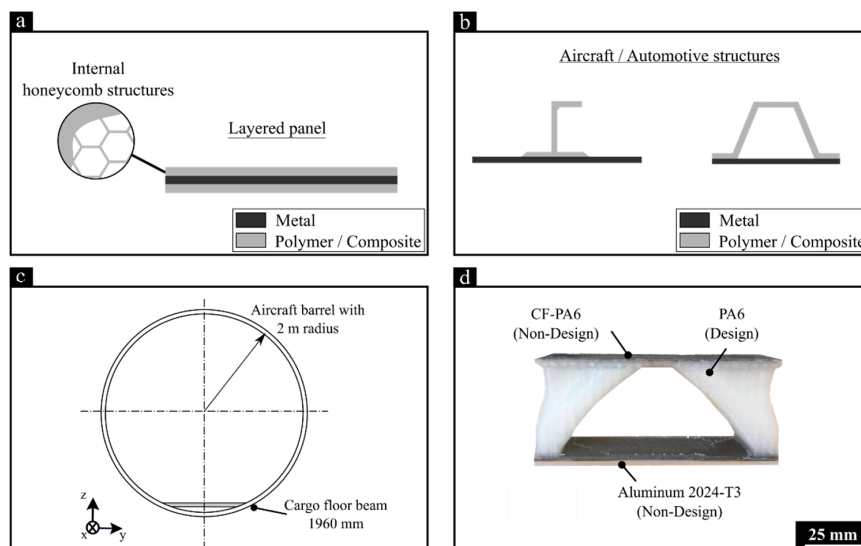 a
Internal
honeycomb structures
Layered panel
Metal
Polymer / Composite
b
Aircraft / Automotive structures
Metal
Polymer / Composite
c
Aircraft barrel with
2 m radius
z
x
y
Cargo floor beam
1960 mm
d
CF-PA6
(Non-Design)
PA6
(Design)
Aluminum 2024-T3
(Non-Design)
25 mm